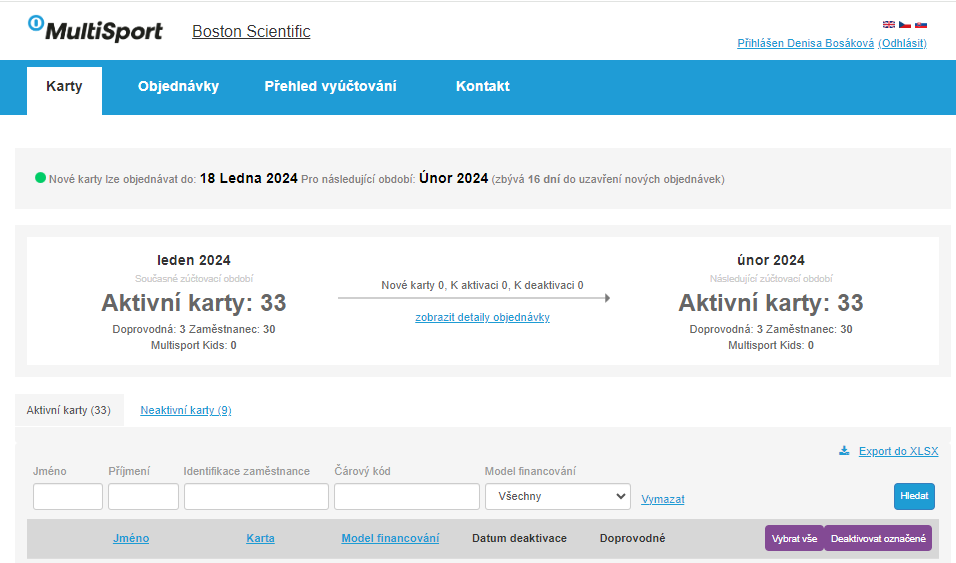 MultiSport
Boston Scientific
Přihlášen Denisa Bosáková (Odhlásit)
Karty
Objednávky
Přehled vyúčtování
Kontakt
Nové karty lze objednávat do: 18 Ledna 2024 Pro následující období: Únor 2024 (zbývá 16 dní do uzavření nových objednávek)
leden 2024
Současné zúčtovací období
Aktivní karty: 33
Doprovodná: 3 Zaměstnanec: 30
Multisport Kids: 0
Nové karty 0, K aktivaci 0, K deaktivaci 0
zobrazit detaily objednávky
únor 2024
Následující zúčtovací období
Aktivní karty: 33
Doprovodná: 3 Zaměstnanec: 30
Multisport Kids: 0
Aktivní karty (33)
Neaktivní karty (9)
Export do XLSX
Jméno
Příjmení
Identifikace zaměstnance
Čárový kód
Model financování
Všechny
Vymazat
Hledat
Jméno
Karta
Model financování
Datum deaktivace
Doprovodné
Vybrat vše
Deaktivovat označené